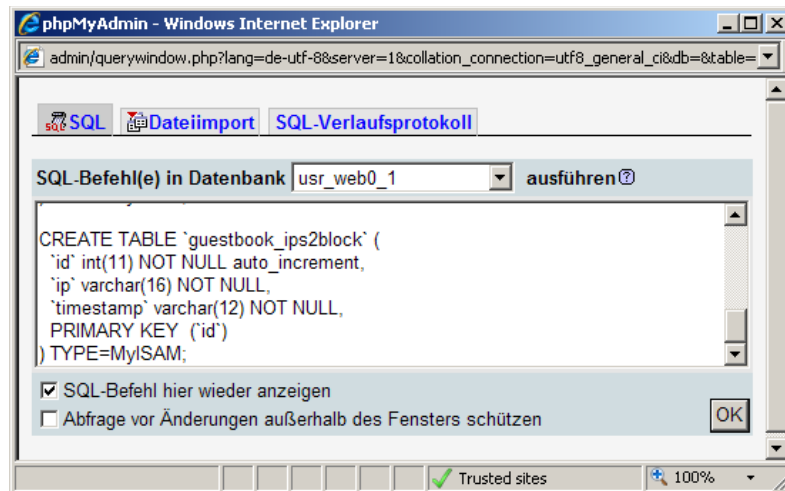 phpMyAdmin - Windows Internet Explorer
admin/querywindow.php?lang=de-utf-8&server=1&collation_connection=utf8_general_ci&db=&table=
SQL Dateiimport SQL-Verlaufsprotokoll
SQL-Befehl(e) in Datenbank usr_web0_1 ausführen
CREATE TABLE `guestbook_ips2block` (
`id` int(11) NOT NULL auto_increment,
`ip` varchar(16) NOT NULL,
`timestamp` varchar(12) NOT NULL,
PRIMARY KEY (`id`)
) TYPE=MyISAM;
SQL-Befehl hier wieder anzeigen
Abfrage vor Änderungen außerhalb des Fensters schützen
OK
Trusted sites 100%